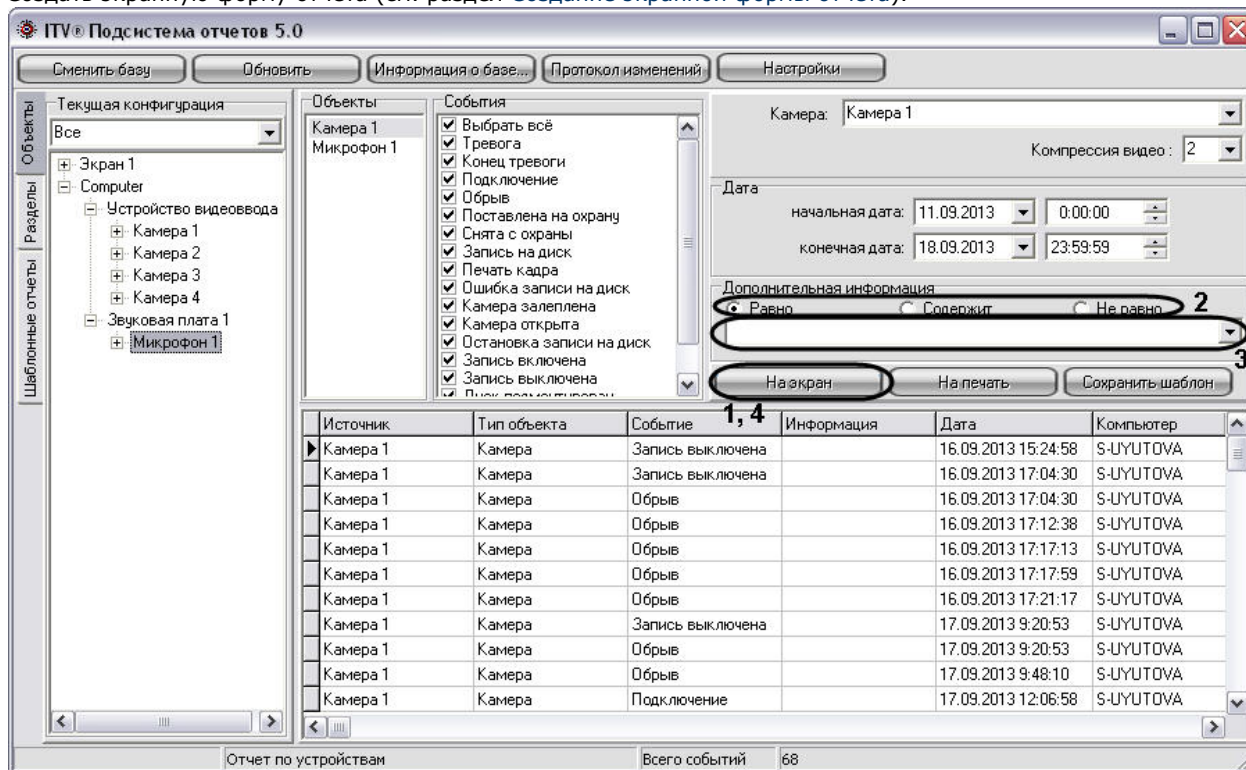 Создать экранную форму отчета (см. раздел Создание экранной формы отчета).
ITV® Подсистема отчетов 5.0
Сменить базу
Обновить
Информация о базе...
Протокол изменений
Настройки
Объекты
Разделы
Шаблонные отчеты
Текущая конфигурация
Все
Экран 1
Computer
Устройство видеоввода
Камера 1
Камера 2
Камера 3
Камера 4
Звуковая плата 1
Микрофон 1
Объекты
Камера 1
Микрофон 1
События
Выбрать всё
Тревога
Конец тревоги
Подключение
Обрыв
Поставлена на охрану
Снята с охраны
Запись на диск
Печать кадра
Ошибка записи на диск
Камера залеплена
Камера открыта
Остановка записи на диск
Запись включена
Запись выключена
Камера: Камера 1
Компрессия видео : 2
Дата
начальная дата: 11.09.2013 0:00:00
конечная дата: 18.09.2013 23:59:59
Дополнительная информация
Равно Содержит Не равно 2
3
На экран На печать Сохранить шаблон
1, 4
Источник Тип объекта Событие Информация Дата Компьютер
Камера 1 Камера Запись выключена 16.09.2013 15:24:58 S-UYUTOVA
Камера 1 Камера Запись выключена 16.09.2013 17:04:30 S-UYUTOVA
Камера 1 Камера Обрыв 16.09.2013 17:04:30 S-UYUTOVA
Камера 1 Камера Обрыв 16.09.2013 17:12:38 S-UYUTOVA
Камера 1 Камера Обрыв 16.09.2013 17:17:13 S-UYUTOVA
Камера 1 Камера Обрыв 16.09.2013 17:17:59 S-UYUTOVA
Камера 1 Камера Обрыв 16.09.2013 17:21:17 S-UYUTOVA
Камера 1 Камера Запись выключена 17.09.2013 9:20:53 S-UYUTOVA
Камера 1 Камера Обрыв 17.09.2013 9:20:53 S-UYUTOVA
Камера 1 Камера Обрыв 17.09.2013 9:48:10 S-UYUTOVA
Камера 1 Камера Подключение 17.09.2013 12:06:58 S-UYUTOVA
Отчет по устройствам Всего событий 68